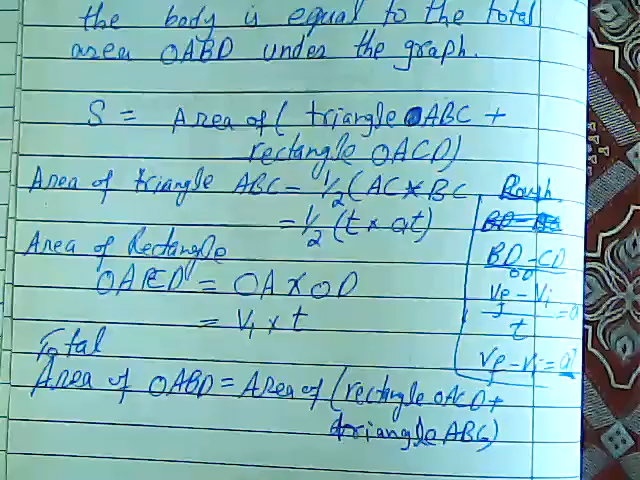 the body is equal to the total
area OABD under the graph.
S = Area of ( triangle ABC +
rectangle OACD)
Area of triangle ABC = 1/2 (AC × BC
= 1/2 (t × at)
Area of Rectangle
OACD = OA × OD
= Vi × t
Total
Area of OABD = Area of (rectangle OACD +
triangle ABC)
Rough
BD - CD
OD
Vf - Vi = a
t
Vf - Vi = at